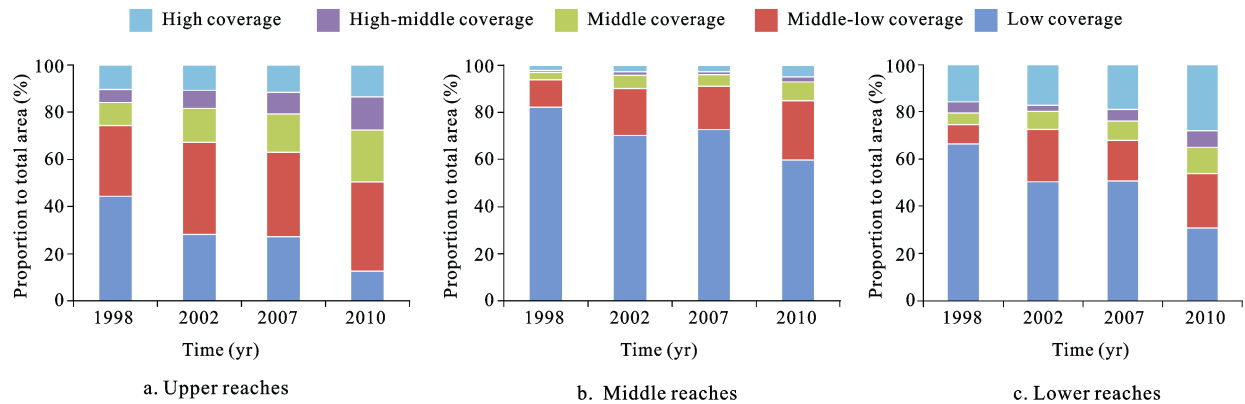 High coverage High-middle coverage Middle coverage Middle-low coverage Low coverage
Proportion to total area (%)
100
80
60
40
20
0
1998 2002 2007 2010
Time (yr)
a. Upper reaches
Proportion to total area (%)
100
80
60
40
20
0
1998 2002 2007 2010
Time (yr)
b. Middle reaches
Proportion to total area (%)
100
80
60
40
20
0
1998 2002 2007 2010
Time (yr)
c. Lower reaches